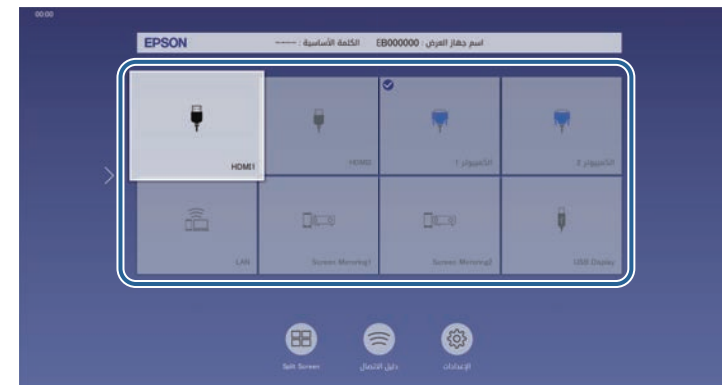 00:00
EPSON
اسم جهاز العرض : EB000000 الكلمة الأساسية : ----
HDMI1
HDMI2
الكمبيوتر 1
الكمبيوتر 2
LAN
Screen Mirroring1
Screen Mirroring2
USB Display
Split Screen
دليل الاتصال
الإعدادات